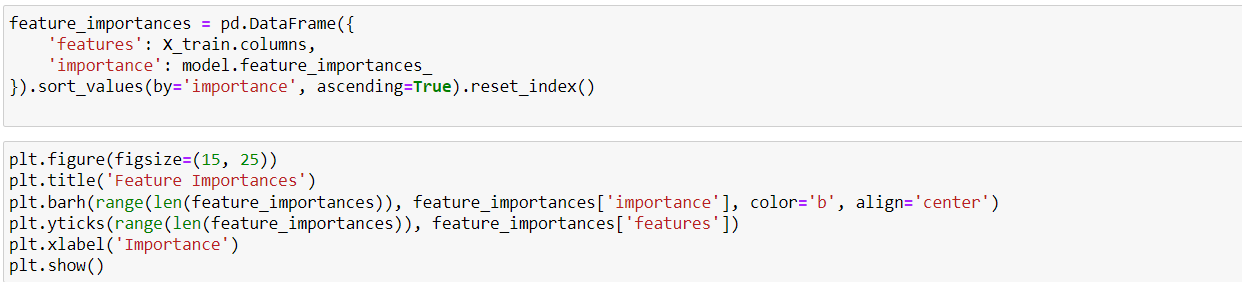 feature_importances = pd.DataFrame({
    'features': X_train.columns,
    'importance': model.feature_importances_
}).sort_values(by='importance', ascending=True).reset_index()
plt.figure(figsize=(15, 25))
plt.title('Feature Importances')
plt.barh(range(len(feature_importances)), feature_importances['importance'], color='b', align='center')
plt.yticks(range(len(feature_importances)), feature_importances['features'])
plt.xlabel('Importance')
plt.show()